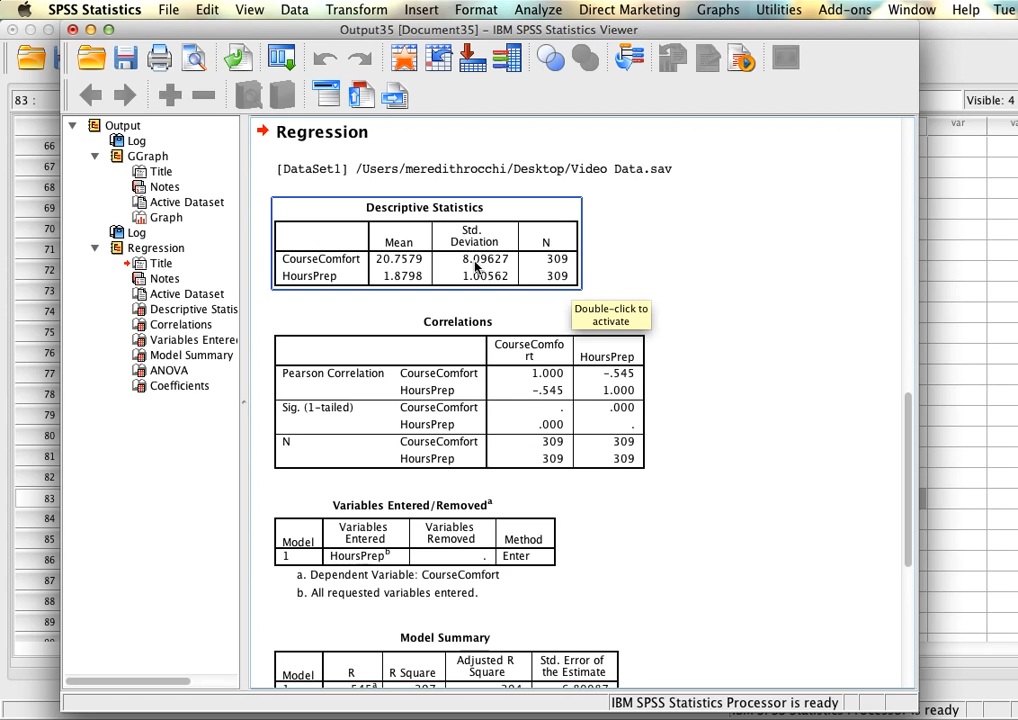 SPSS Statistics File Edit View Data Transform Insert Format Analyze Direct Marketing Graphs Utilities Add-ons Window Help Tue
Output35 [Document35] – IBM SPSS Statistics Viewer
83 :
Visible: 4
var
66
67
68
69
70
71
72
73
74
75
76
77
78
79
80
81
82
83
84
85
86
87
88
89
Output
Log
GGraph
Title
Notes
Active Dataset
Graph
Log
Regression
Title
Notes
Active Dataset
Descriptive Statis
Correlations
Variables Entere
Model Summary
ANOVA
Coefficients
Regression
[DataSet1] /Users/meredithrocchi/Desktop/Video Data.sav
Descriptive Statistics
Mean Std. Deviation N
CourseComfort 20.7579 8.09627 309
HoursPrep 1.8798 1.00562 309
Double-click to
activate
Correlations
CourseComfo
rt HoursPrep
Pearson Correlation CourseComfort 1.000 -.545
HoursPrep -.545 1.000
Sig. (1-tailed) CourseComfort . .000
HoursPrep .000 .
N CourseComfort 309 309
HoursPrep 309 309
Variables Entered/Removedᵃ
Model Variables Entered Variables Removed Method
1 HoursPrepᵇ . Enter
a. Dependent Variable: CourseComfort
b. All requested variables entered.
Model Summary
Model R R Square Adjusted R Square Std. Error of the Estimate
IBM SPSS Statistics Processor is ready